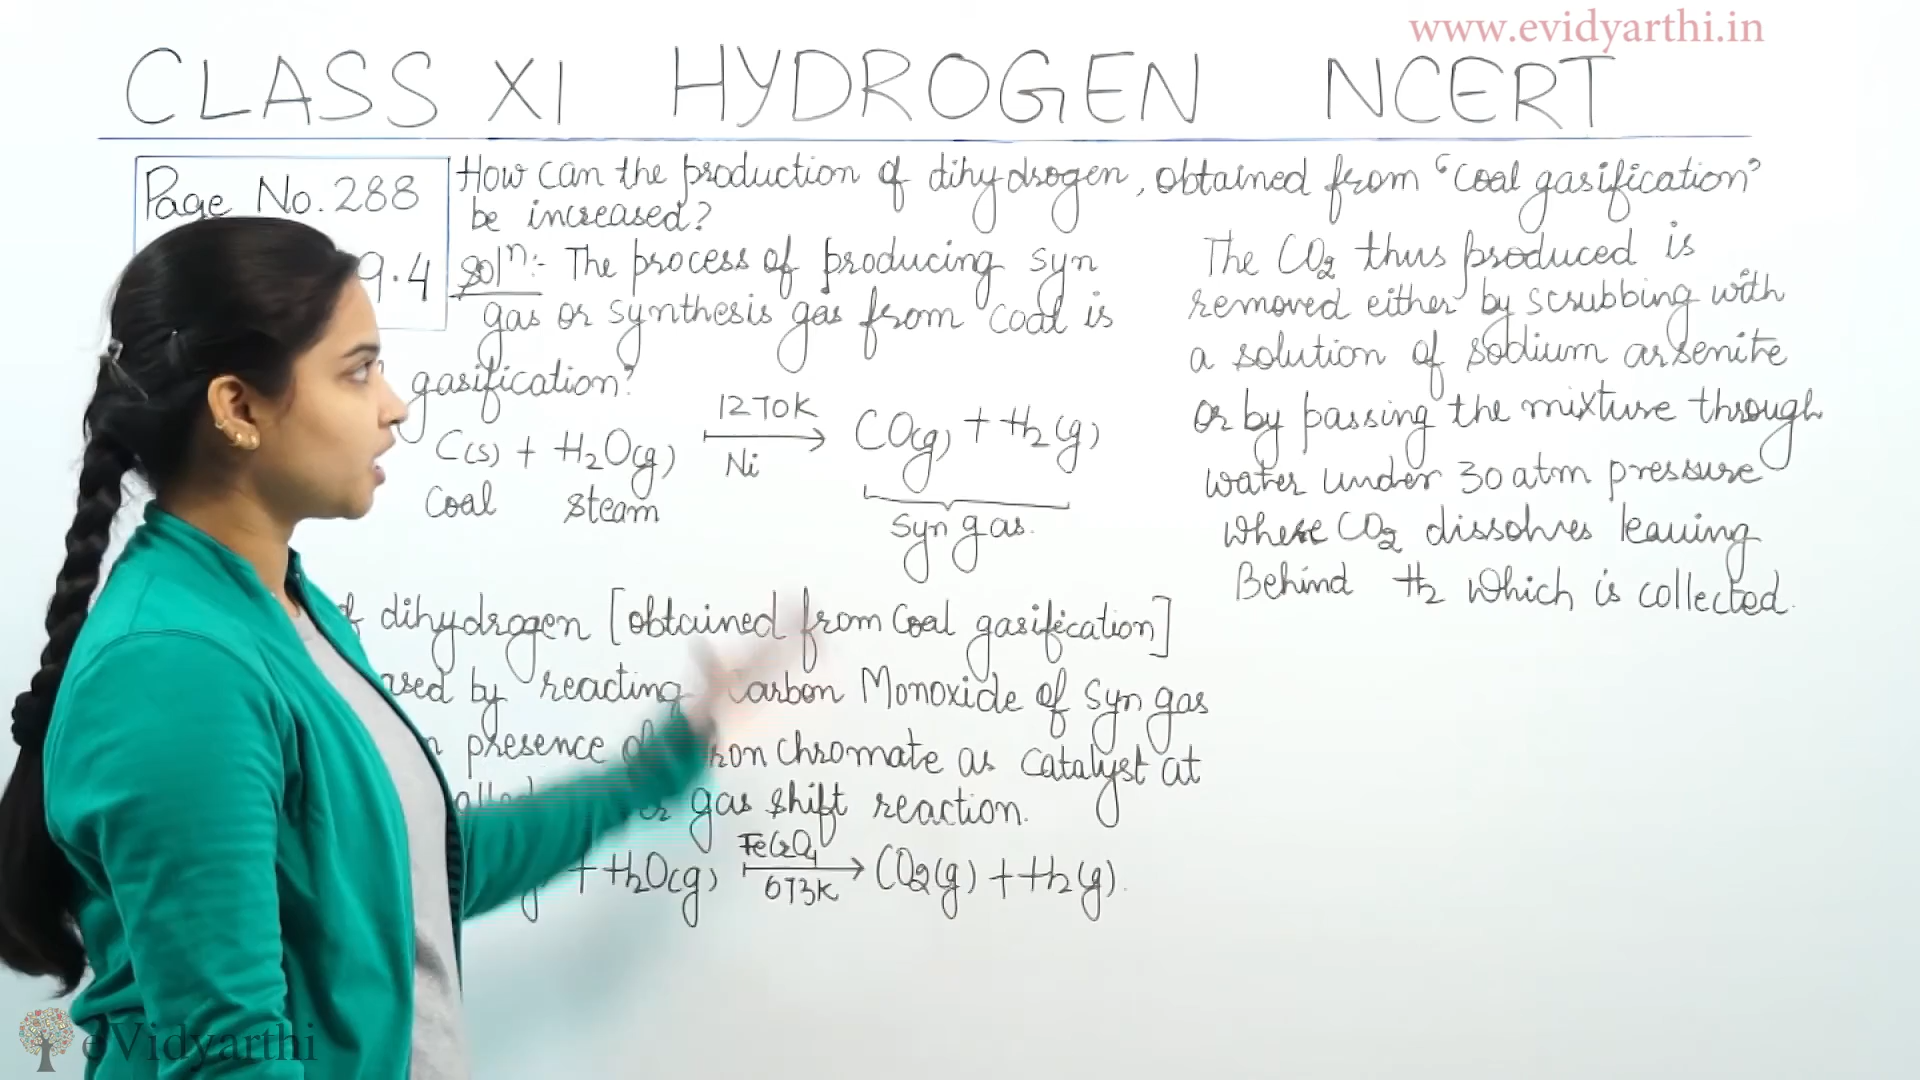 www.evidyarthi.in
CLASS XI HYDROGEN NCERT
Page No. 288
9.4
How can the production of dihydrogen, obtained from 'coal gasification'
be increased?
solⁿ:- The process of producing syn
gas or synthesis gas from coal is
gasification?
C(s) + H₂O(g) 1270K Ni CO(g) + H₂(g)
Coal steam Syn gas.
of dihydrogen [obtained from Coal gasification]
by reacting Carbon Monoxide of Syn gas
presence of chromate as catalyst at
gas shift reaction.
+ H₂O(g) FeCrO₄ 673K CO₂(g) + H₂(g).
The CO₂ thus produced is
removed either by scrubbing with
a solution of sodium arsenite
or by passing the mixture through
water under 30 atm pressure
where CO₂ dissolves leaving
Behind H₂ which is collected.
eVidyarthi